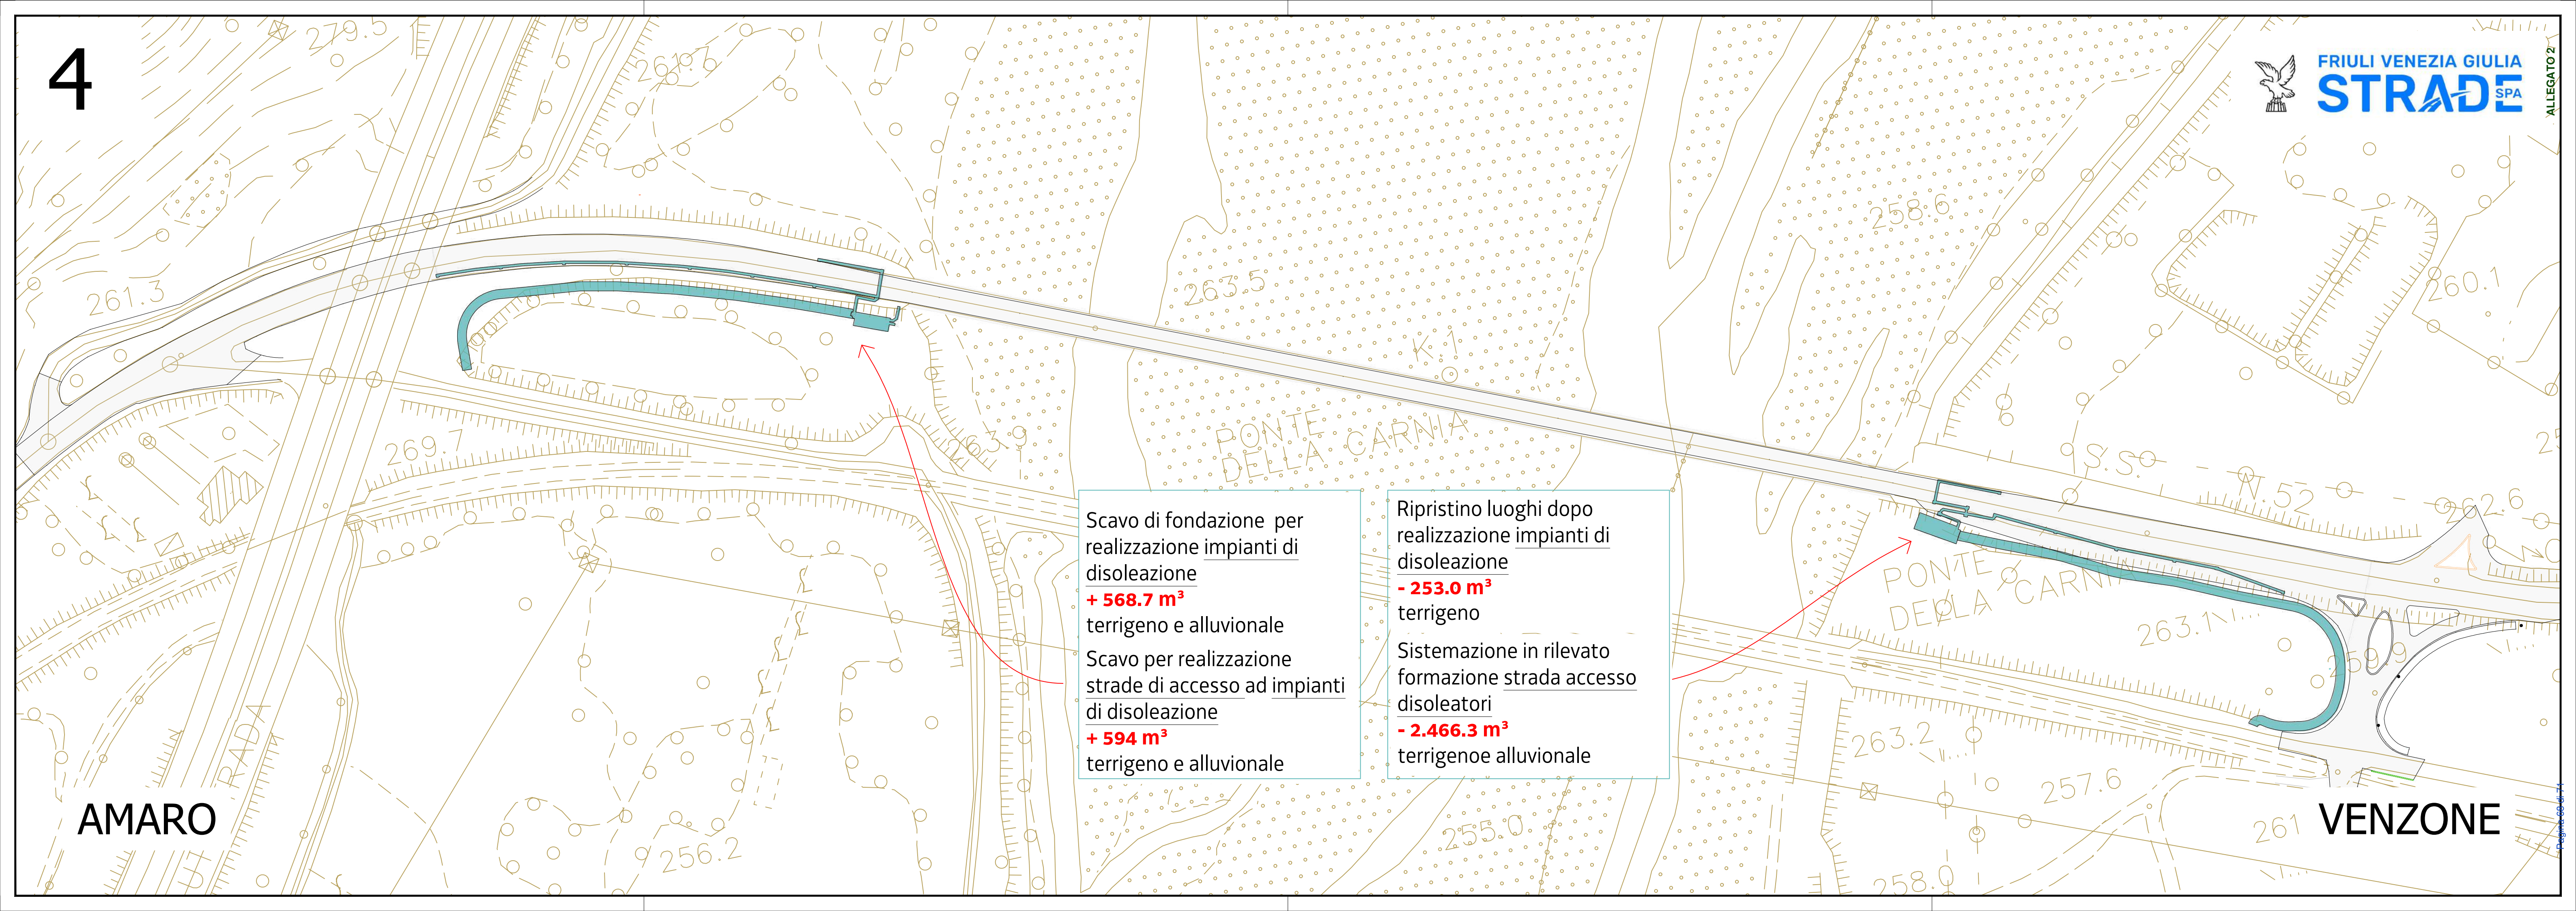 4
FRIULI VENEZIA GIULIA
STRADE SPA
ALLEGATO 2
279.5
261.7
258.6
261.3
263.5
260.1
K.1
269.7
263.9
PONTE
DELLA CARNIA
S.S.
N.52
262.6
Scavo di fondazione per
realizzazione impianti di
disoleazione
+ 568.7 m³
terrigeno e alluvionale
Scavo per realizzazione
strade di accesso ad impianti
di disoleazione
+ 594 m³
terrigeno e alluvionale
Ripristino luoghi dopo
realizzazione impianti di
disoleazione
- 253.0 m³
terrigeno
Sistemazione in rilevato
formazione strada accesso
disoleatori
- 2.466.3 m³
terrigenoe alluvionale
PONTE
DELLA CARNIA
263.1
263.2
257.6
256.2
255.0
258.0
261
AMARO
VENZONE